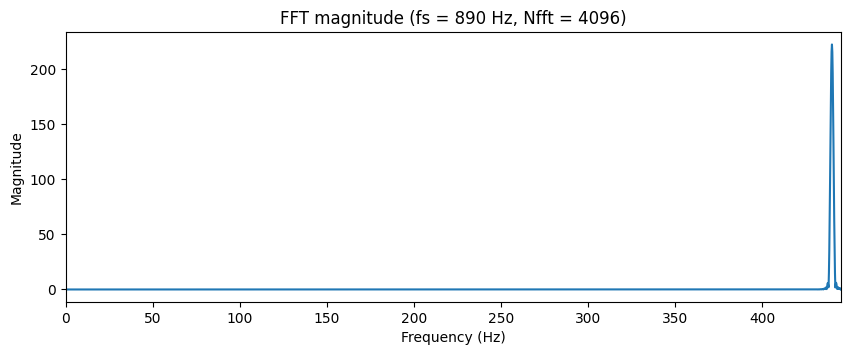 FFT magnitude (fs = 890 Hz, Nfft = 4096)
Magnitude
200
150
100
50
0
0 50 100 150 200 250 300 350 400
Frequency (Hz)